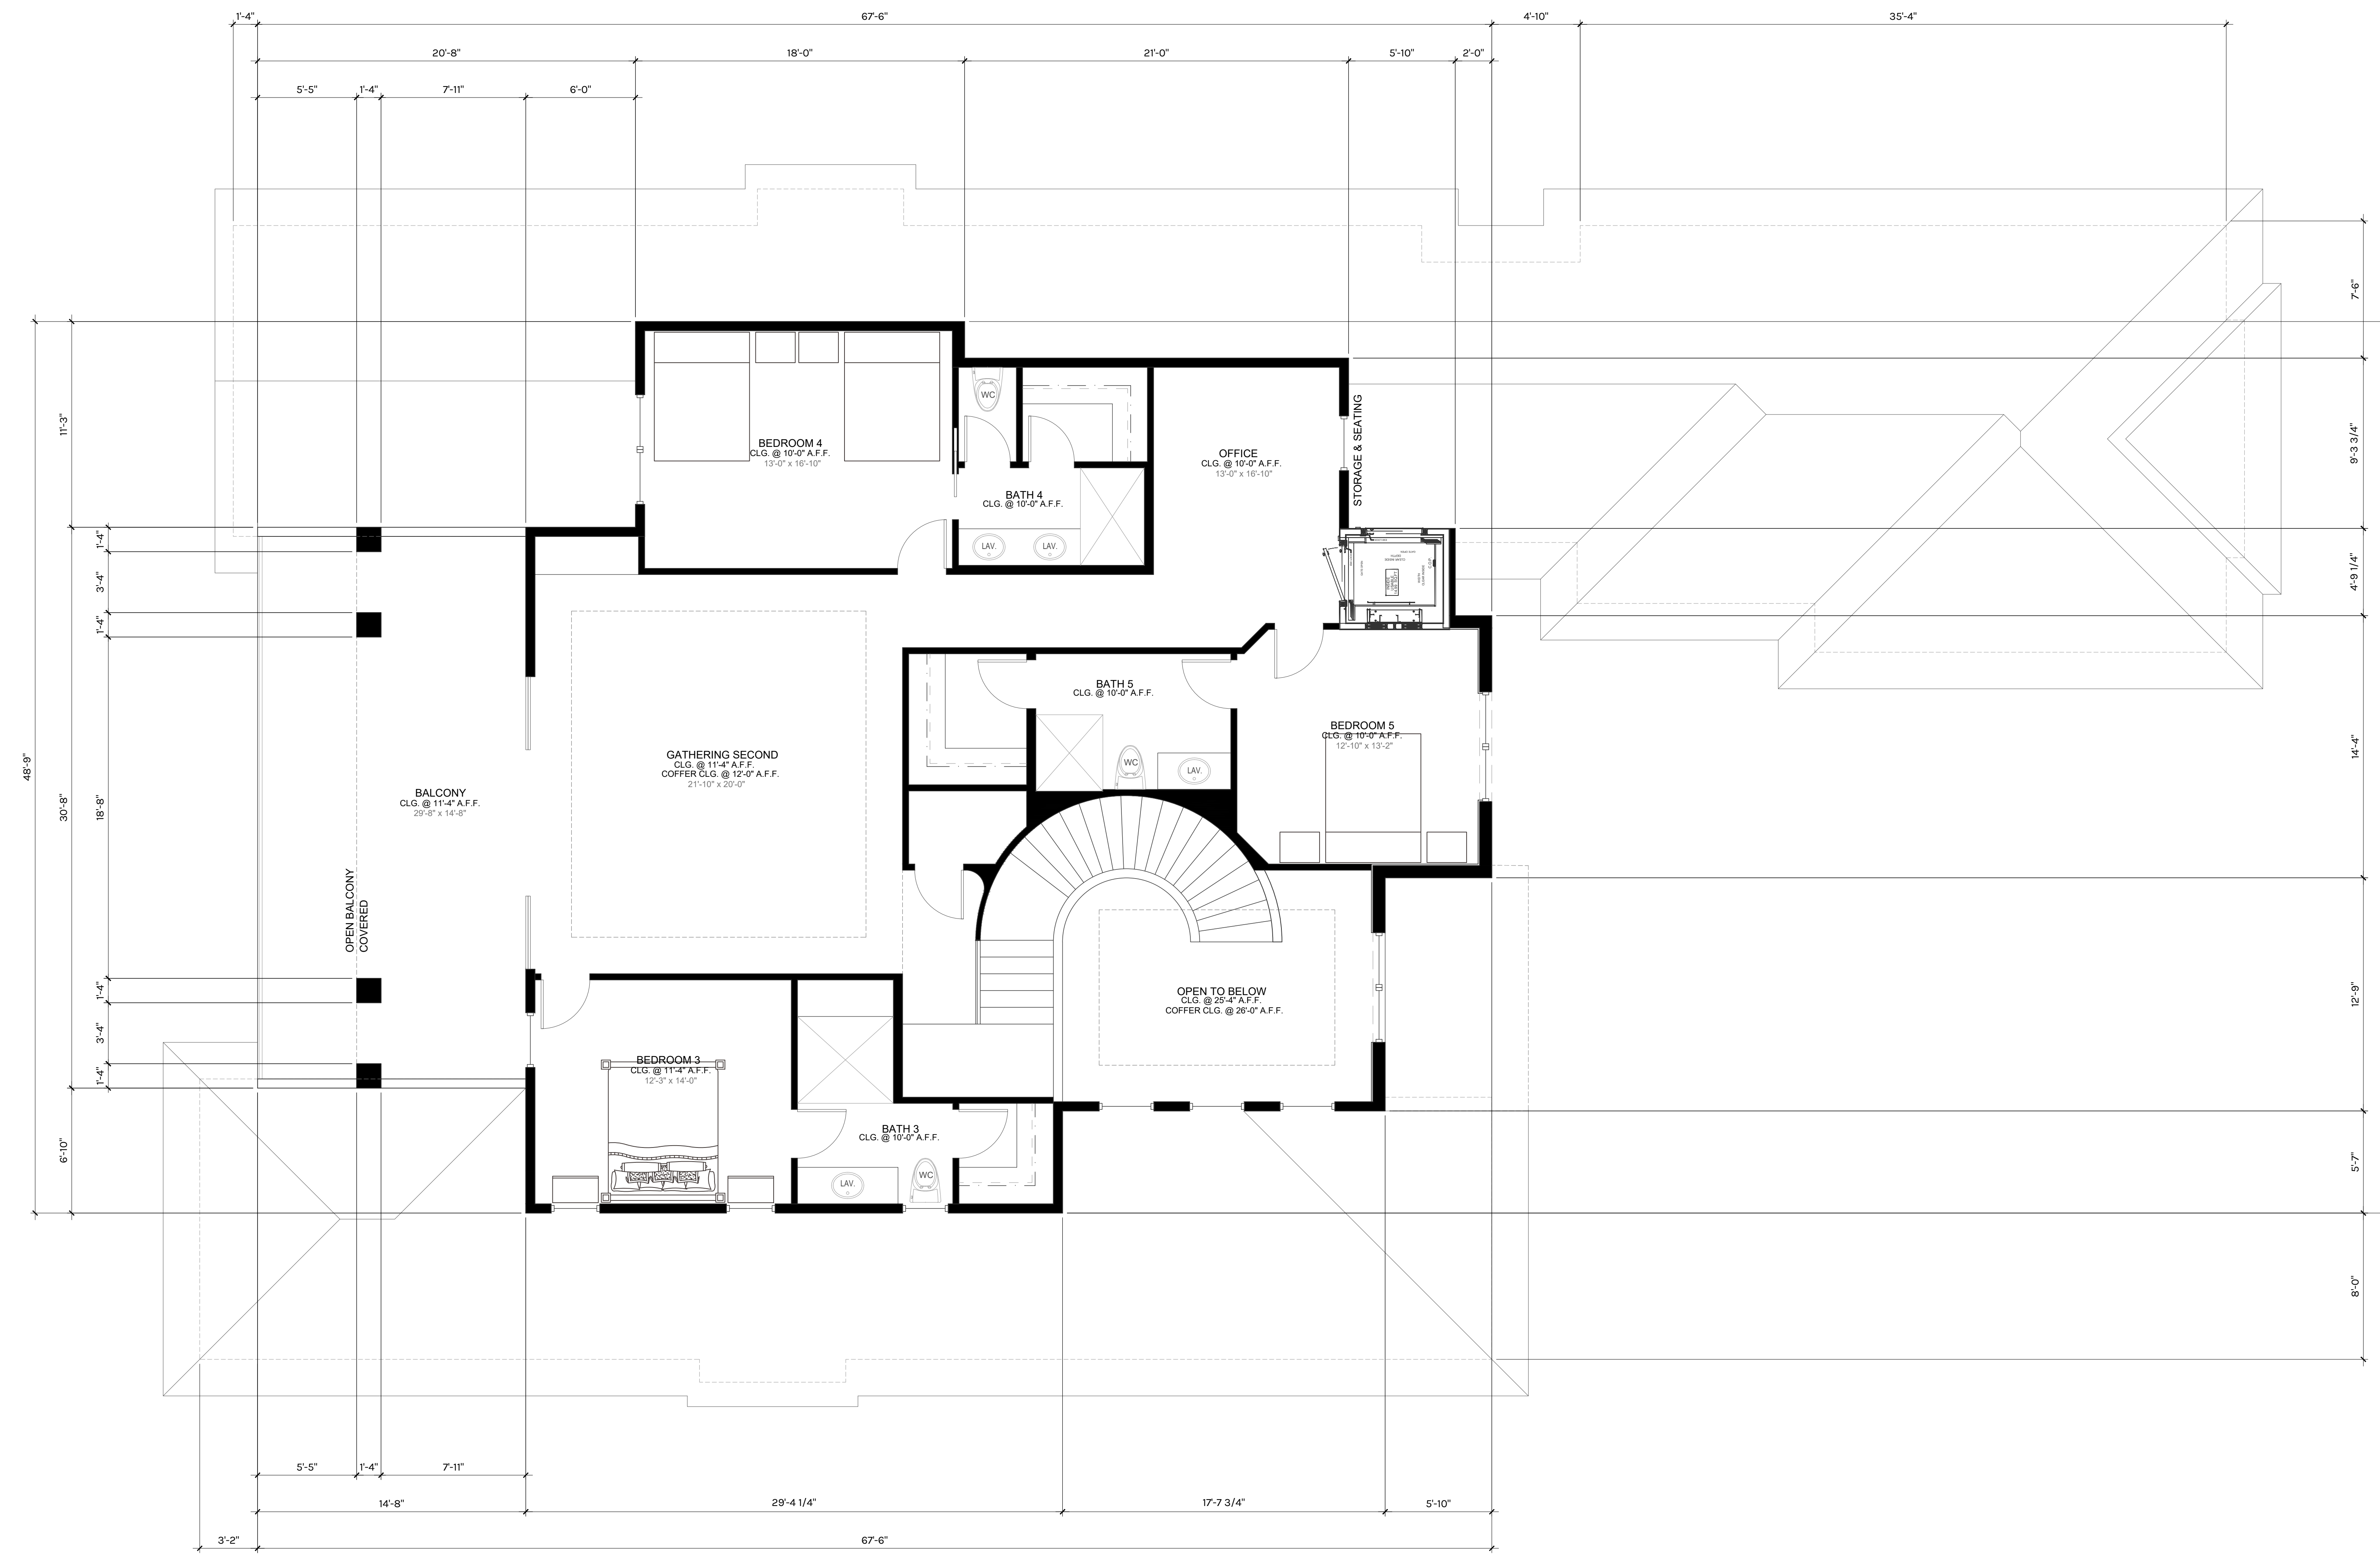 1'-4"
67'-6"
4'-10"
35'-4"
20'-8"
18'-0"
21'-0"
5'-10"
2'-0"
5'-5"
1'-4"
7'-11"
6'-0"
7'-6"
11'-3"
9'-3 3/4"
4'-9 1/4"
14'-4"
12'-9"
5'-7"
8'-0"
48'-9"
30'-8"
6'-10"
1'-4"
3'-4"
1'-4"
18'-8"
1'-4"
3'-4"
1'-4"
BEDROOM 4
CLG. @ 10'-0" A.F.F.
13'-0" x 16'-10"
WC
BATH 4
CLG. @ 10'-0" A.F.F.
LAV.
LAV.
OFFICE
CLG. @ 10'-0" A.F.F.
13'-0" x 16'-10"
STORAGE & SEATING
BATH 5
CLG. @ 10'-0" A.F.F.
WC
LAV.
BEDROOM 5
CLG. @ 10'-0" A.F.F.
12'-10" x 13'-2"
GATHERING SECOND
CLG. @ 11'-4" A.F.F.
COFFER CLG. @ 12'-0" A.F.F.
21'-10" x 20'-0"
BALCONY
CLG. @ 11'-4" A.F.F.
29'-8" x 14'-8"
OPEN BALCONY
COVERED
OPEN TO BELOW
CLG. @ 25'-4" A.F.F.
COFFER CLG. @ 26'-0" A.F.F.
BEDROOM 3
CLG. @ 11'-4" A.F.F.
12'-3" x 14'-0"
BATH 3
CLG. @ 10'-0" A.F.F.
LAV.
WC
5'-5"
1'-4"
7'-11"
14'-8"
29'-4 1/4"
17'-7 3/4"
5'-10"
3'-2"
67'-6"